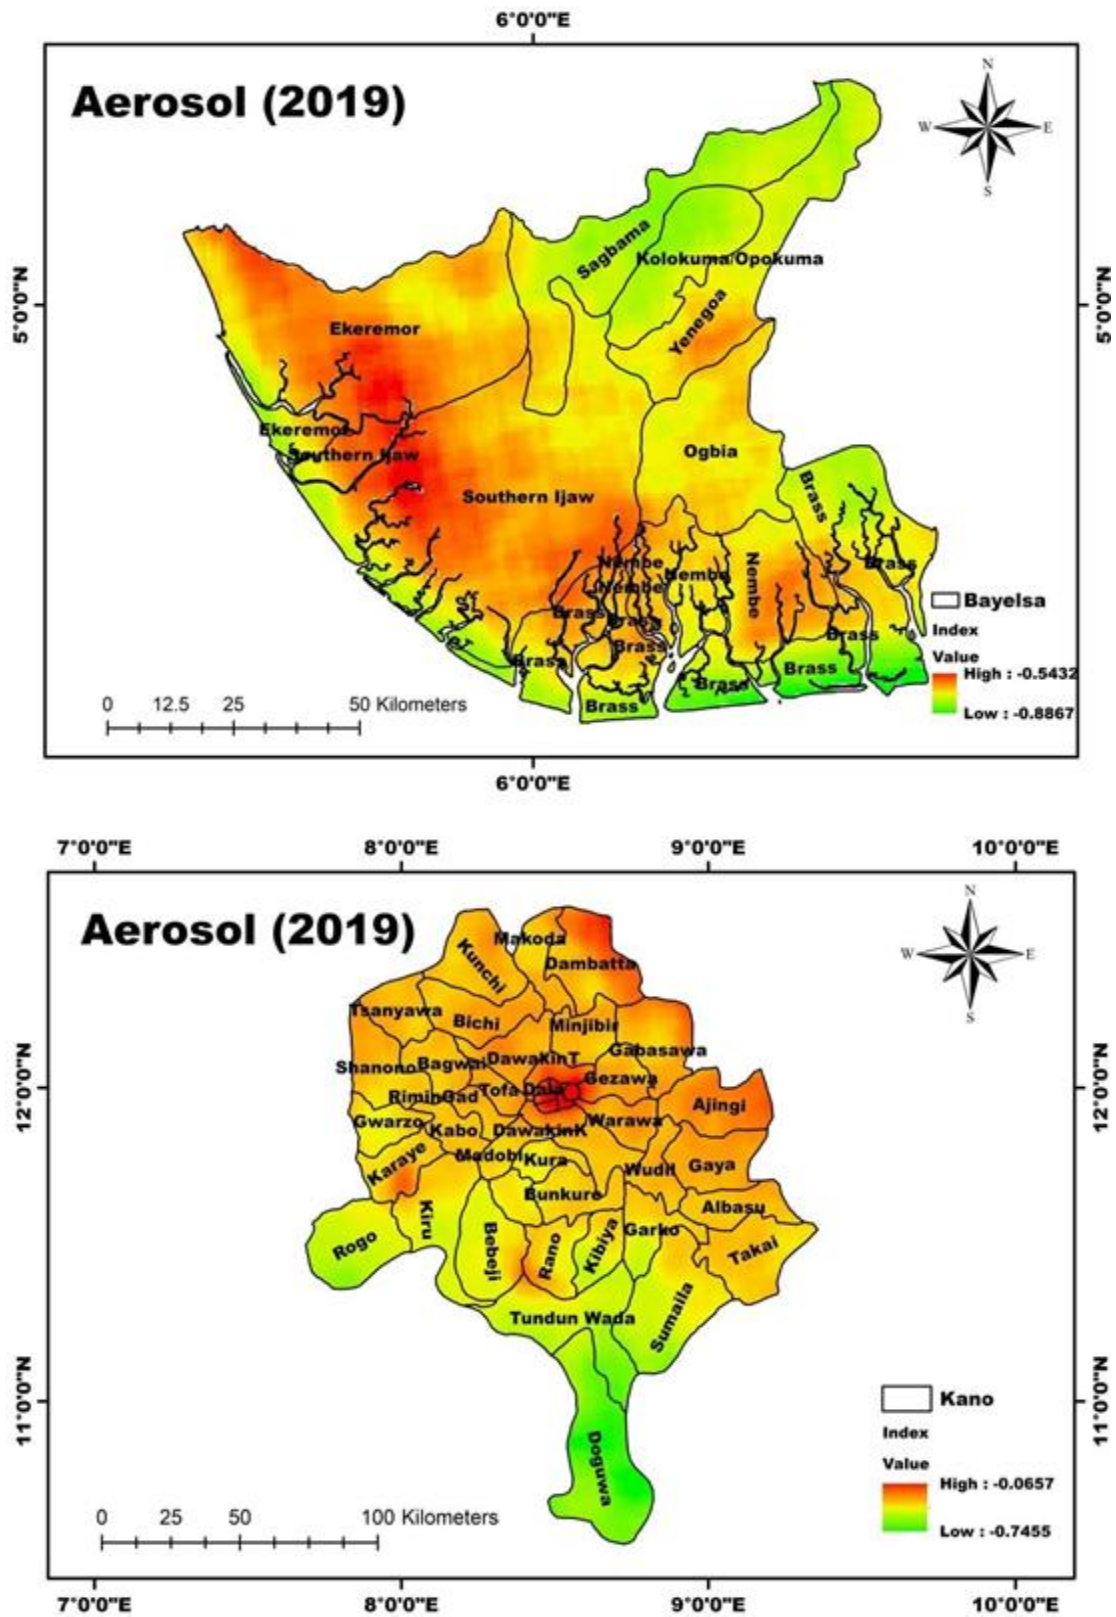 6°0'0"E
Aerosol (2019)
N
W
E
S
5°0'0"N
5°0'0"N
Sagbama
Kolokuma/Opokuma
Yenegoa
Ekeremor
Ekeremor
Southern Ijaw
Southern Ijaw
Ogbia
Brass
Brass
Nembe
Nembe
Nembe
Nembe
Brass
Brass
Brass
Brass
Brass
Brass
Brass
Brass
Bayelsa
Index
Value
High : -0.5432
Low : -0.8867
0 12.5 25 50 Kilometers
6°0'0"E
7°0'0"E 8°0'0"E 9°0'0"E 10°0'0"E
Aerosol (2019)
N
W
E
S
12°0'0"N
12°0'0"N
11°0'0"N
11°0'0"N
Makoda
Kunchi
Dambatta
Tsanyawa
Bichi
Minjibir
Gabasawa
Shanono
Bagwai
DawakinT
Gezawa
RiminGad
Tofa
Dala
Ajingi
Gwarzo
Kabo
DawakinK
Warawa
Karaye
Madobi
Kura
Wudil
Gaya
Bunkure
Albasu
Rogo
Kiru
Bebeji
Rano
Kibiya
Garko
Takai
Tundun Wada
Sumaila
Doguwa
Kano
Index
Value
High : -0.0657
Low : -0.7455
0 25 50 100 Kilometers
7°0'0"E 8°0'0"E 9°0'0"E 10°0'0"E